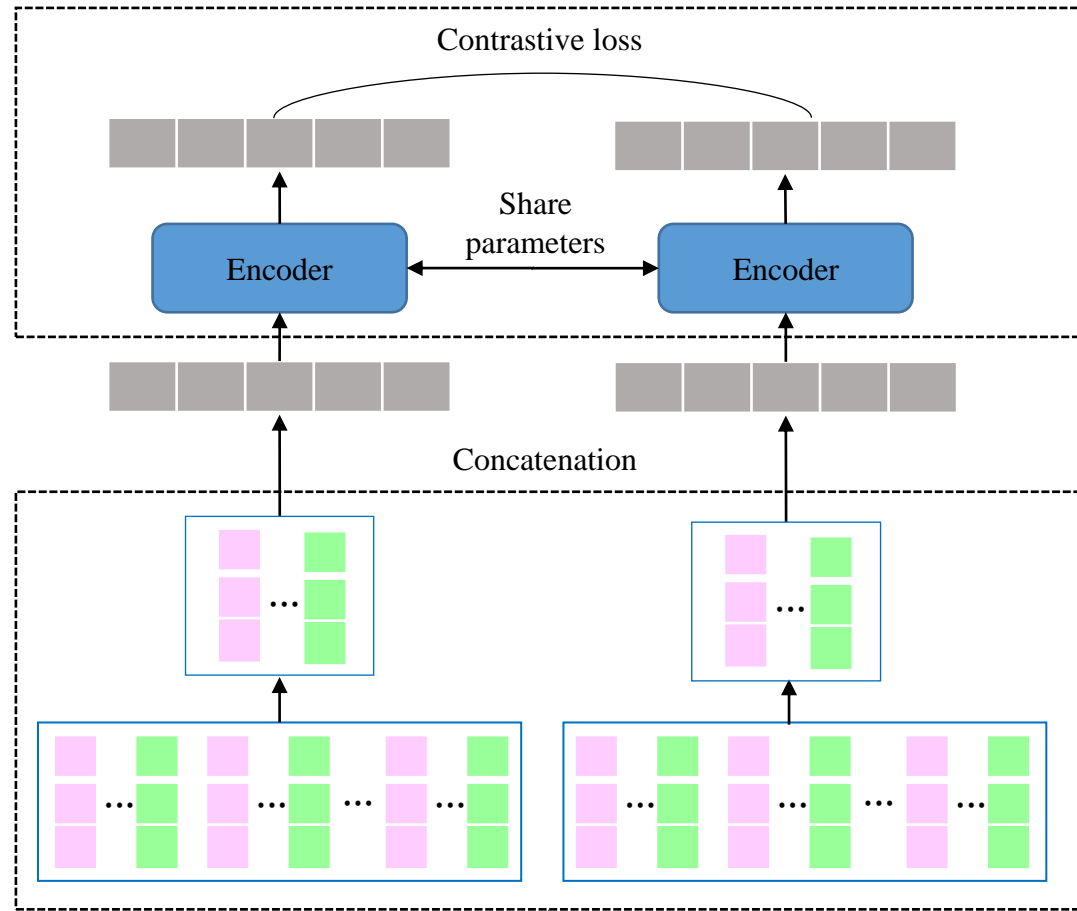 Contrastive loss
Share
parameters
Encoder
Encoder
Concatenation